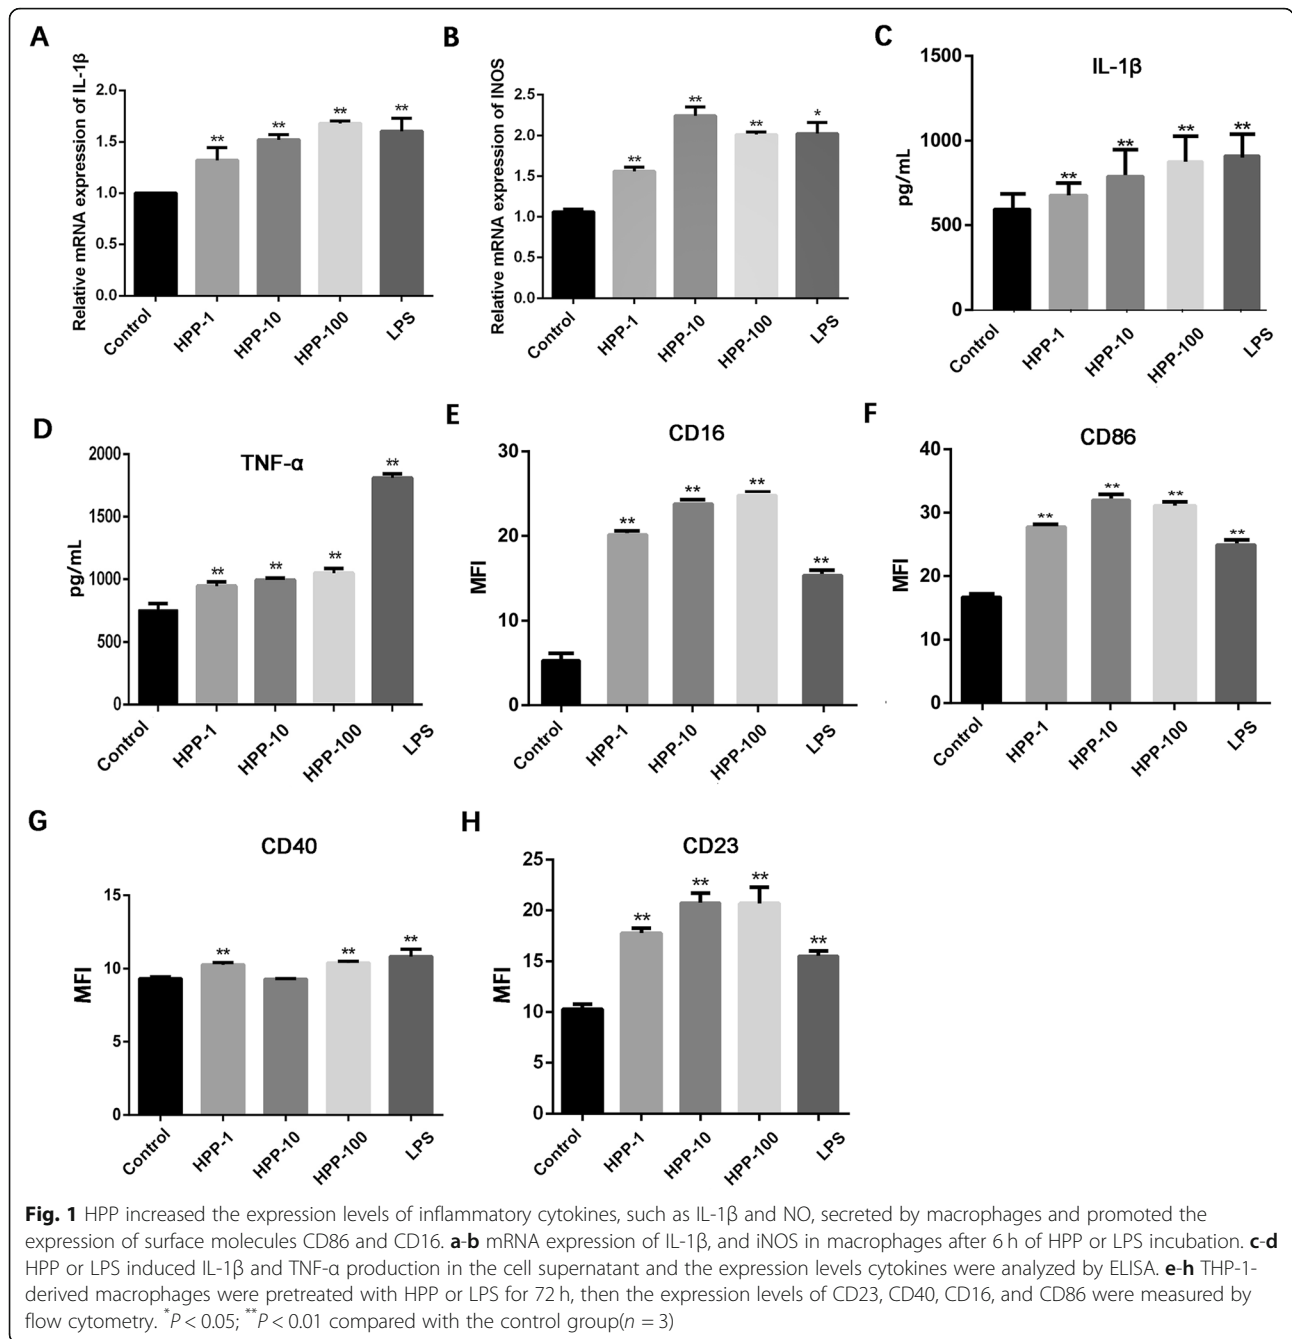 A
Relative mRNA expression of IL-1β
2.0
1.5
1.0
0.5
0.0
**
**
**
**
Control
HPP-1
HPP-10
HPP-100
LPS
B
Relative mRNA expression of INOS
2.5
2.0
1.5
1.0
0.5
0.0
**
**
**
*
Control
HPP-1
HPP-10
HPP-100
LPS
C
IL-1β
pg/mL
1500
1000
500
0
**
**
**
**
Control
HPP-1
HPP-10
HPP-100
LPS
D
TNF-α
pg/mL
2000
1500
1000
500
0
**
**
**
**
Control
HPP-1
HPP-10
HPP-100
LPS
E
CD16
MFI
30
20
10
0
**
**
**
**
Control
HPP-1
HPP-10
HPP-100
LPS
F
CD86
MFI
40
30
20
10
0
**
**
**
**
Control
HPP-1
HPP-10
HPP-100
LPS
G
CD40
MFI
15
10
5
0
**
**
**
Control
HPP-1
HPP-10
HPP-100
LPS
H
CD23
MFI
25
20
15
10
5
0
**
**
**
**
Control
HPP-1
HPP-10
HPP-100
LPS
Fig. 1 HPP increased the expression levels of inflammatory cytokines, such as IL-1β and NO, secreted by macrophages and promoted the
expression of surface molecules CD86 and CD16. a-b mRNA expression of IL-1β, and iNOS in macrophages after 6 h of HPP or LPS incubation. c-d
HPP or LPS induced IL-1β and TNF-α production in the cell supernatant and the expression levels cytokines were analyzed by ELISA. e-h THP-1-
derived macrophages were pretreated with HPP or LPS for 72 h, then the expression levels of CD23, CD40, CD16, and CD86 were measured by
flow cytometry. *P < 0.05; **P < 0.01 compared with the control group(n = 3)